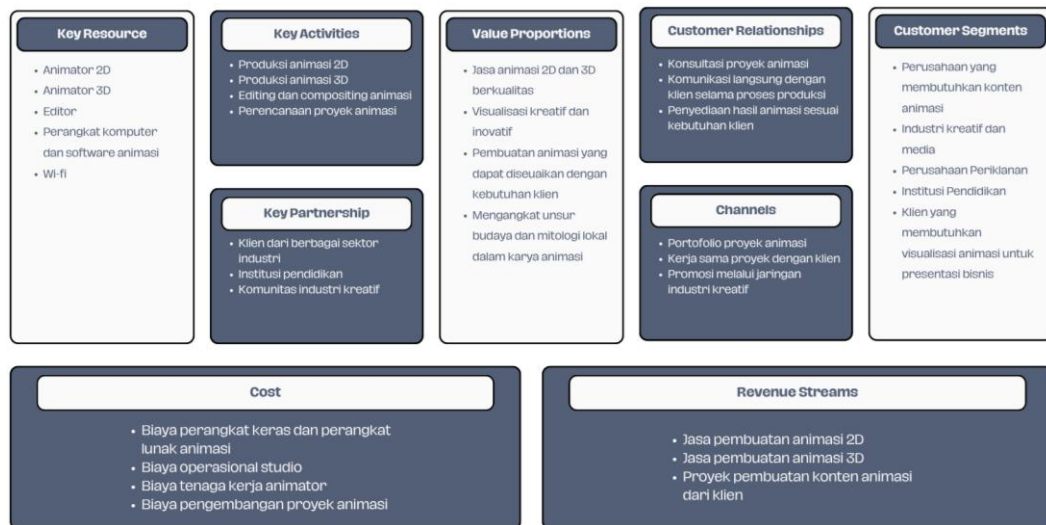 Key Resource
• Animator 2D
• Animator 3D
• Editor
• Perangkat komputer
dan software animasi
• Wi-fi
Key Activities
• Produksi animasi 2D
• Produksi animasi 3D
• Editing dan compositing animasi
• Perencanaan proyek animasi
Key Partnership
• Klien dari berbagai sektor
industri
• Institusi pendidikan
• Komunitas industri kreatif
Value Proportions
• Jasa animasi 2D dan 3D
berkualitas
• Visualisasi kreatif dan
inovatif
• Pembuatan animasi yang
dapat diseuaikan dengan
kebutuhan klien
• Mengangkat unsur
budaya dan mitologi lokal
dalam karya animasi
Customer Relationships
• Konsultasi proyek animasi
• Komunikasi langsung dengan
klien selama proses produksi
• Penyediaan hasil animasi sesuai
kebutuhan klien
Channels
• Portofolio proyek animasi
• Kerja sama proyek dengan klien
• Promosi melalui jaringan
industri kreatif
Customer Segments
• Perusahaan yang
membutuhkan konten
animasi
• Industri kreatif dan
media
• Perusahaan Periklanan
• Institusi Pendidikan
• Klien yang
membutuhkan
visualisasi animasi untuk
presentasi bisnis
Cost
• Biaya perangkat keras dan perangkat
lunak animasi
• Biaya operasional studio
• Biaya tenaga kerja animator
• Biaya pengembangan proyek animasi
Revenue Streams
• Jasa pembuatan animasi 2D
• Jasa pembuatan animasi 3D
• Proyek pembuatan konten animasi
dari klien